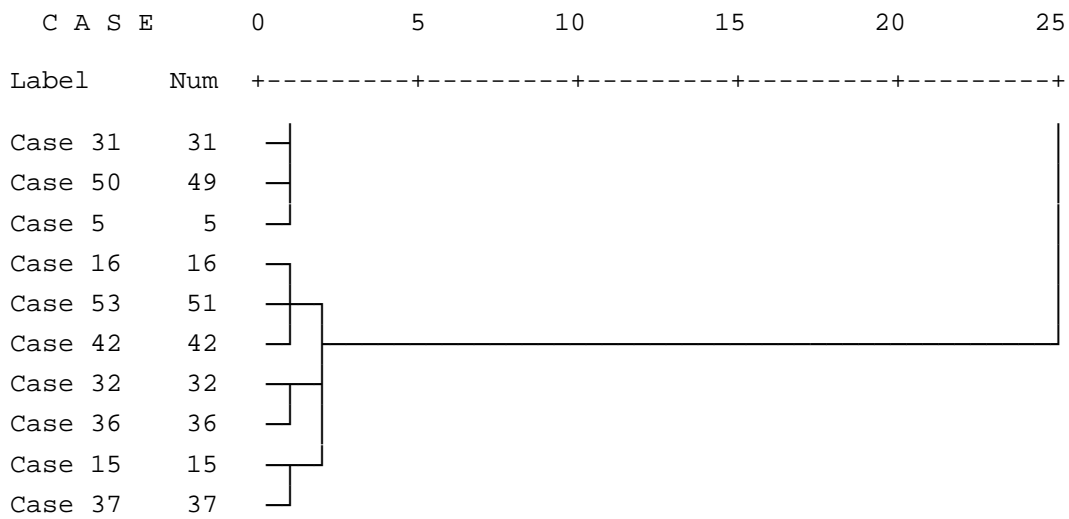 C A S E 0 5 10 15 20 25
Label Num +---------+---------+---------+---------+---------+
Case 31 31
Case 50 49
Case 5 5
Case 16 16
Case 53 51
Case 42 42
Case 32 32
Case 36 36
Case 15 15
Case 37 37